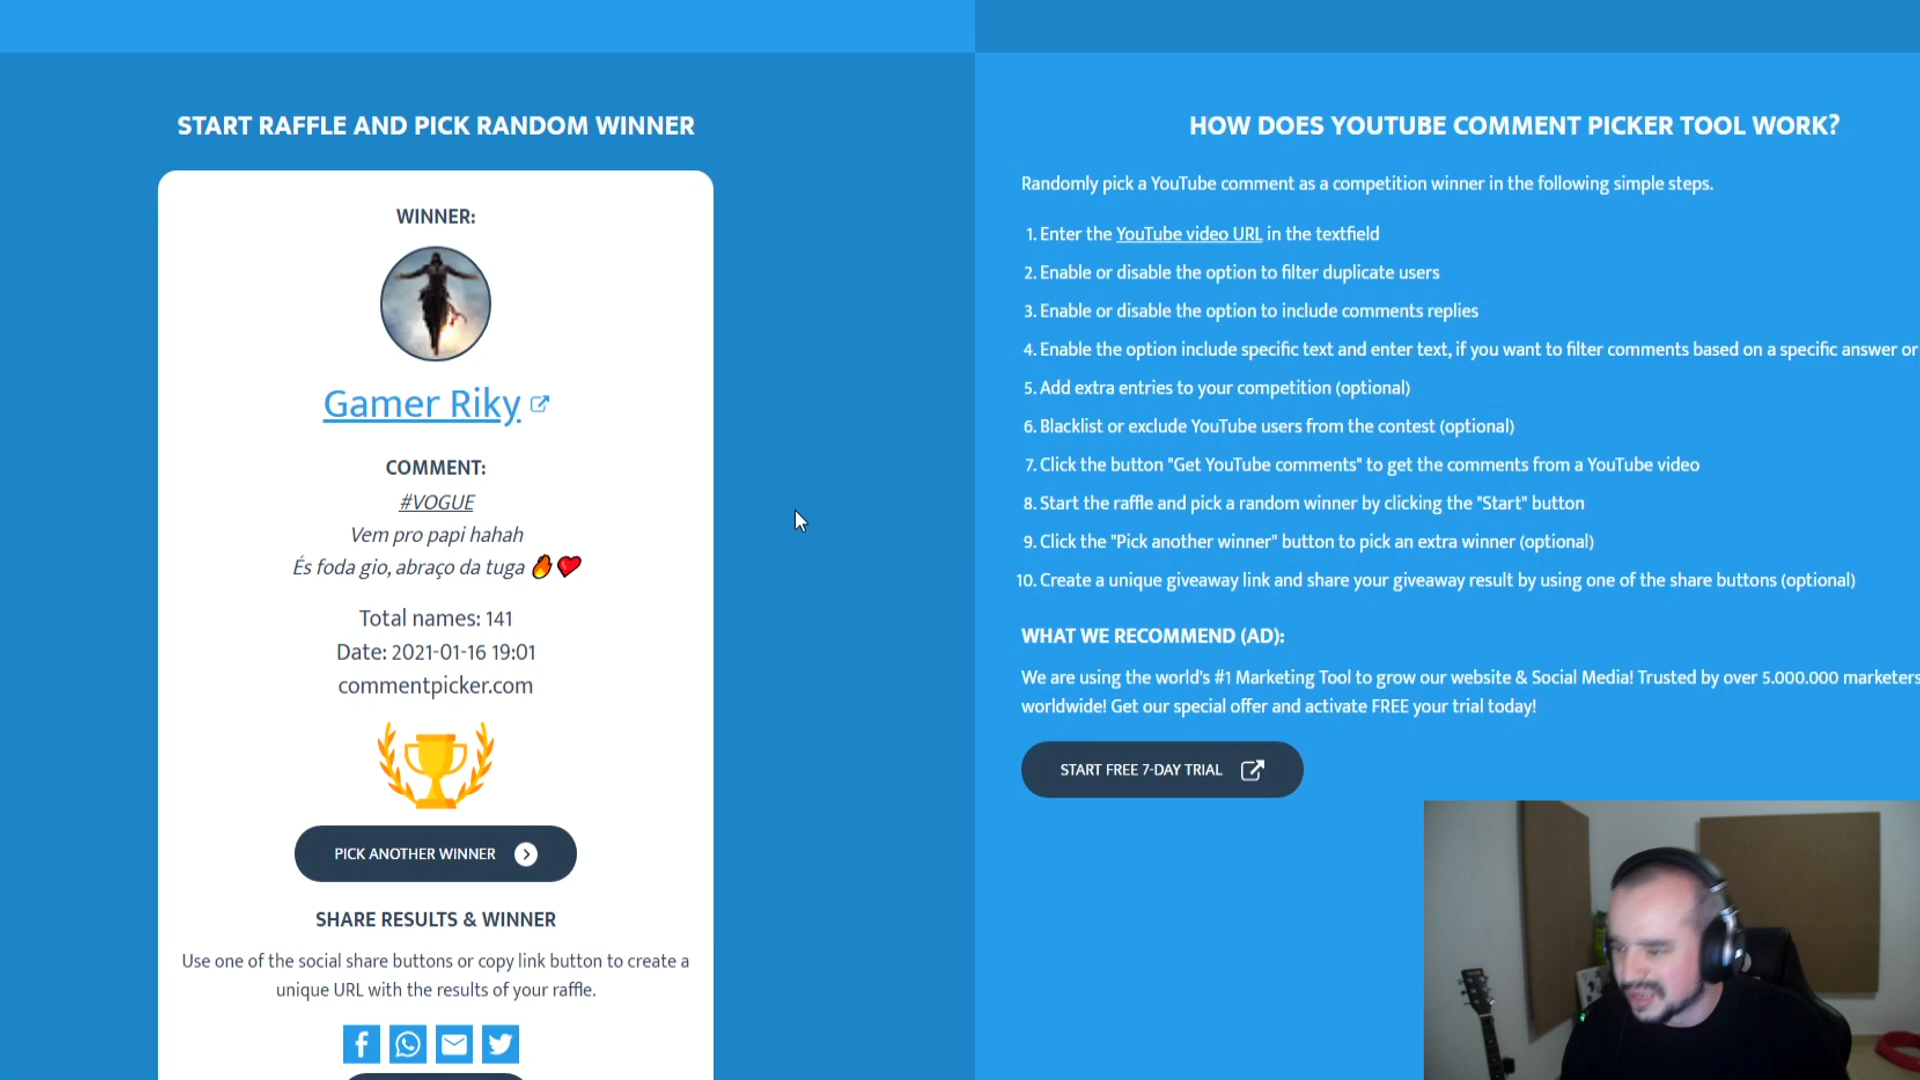 START RAFFLE AND PICK RANDOM WINNER
WINNER:
Gamer Riky
COMMENT:
#VOGUE
Vem pro papi hahah
És foda gio, abraço da tuga
Total names: 141
Date: 2021-01-16 19:01
commentpicker.com
PICK ANOTHER WINNER
SHARE RESULTS & WINNER
Use one of the social share buttons or copy link button to create a
unique URL with the results of your raffle.
HOW DOES YOUTUBE COMMENT PICKER TOOL WORK?
Randomly pick a YouTube comment as a competition winner in the following simple steps.
1. Enter the YouTube video URL in the textfield
2. Enable or disable the option to filter duplicate users
3. Enable or disable the option to include comments replies
4. Enable the option include specific text and enter text, if you want to filter comments based on a specific answer or
5. Add extra entries to your competition (optional)
6. Blacklist or exclude YouTube users from the contest (optional)
7. Click the button "Get YouTube comments" to get the comments from a YouTube video
8. Start the raffle and pick a random winner by clicking the "Start" button
9. Click the "Pick another winner" button to pick an extra winner (optional)
10. Create a unique giveaway link and share your giveaway result by using one of the share buttons (optional)
WHAT WE RECOMMEND (AD):
We are using the world's #1 Marketing Tool to grow our website & Social Media! Trusted by over 5.000.000 marketers
worldwide! Get our special offer and activate FREE your trial today!
START FREE 7-DAY TRIAL